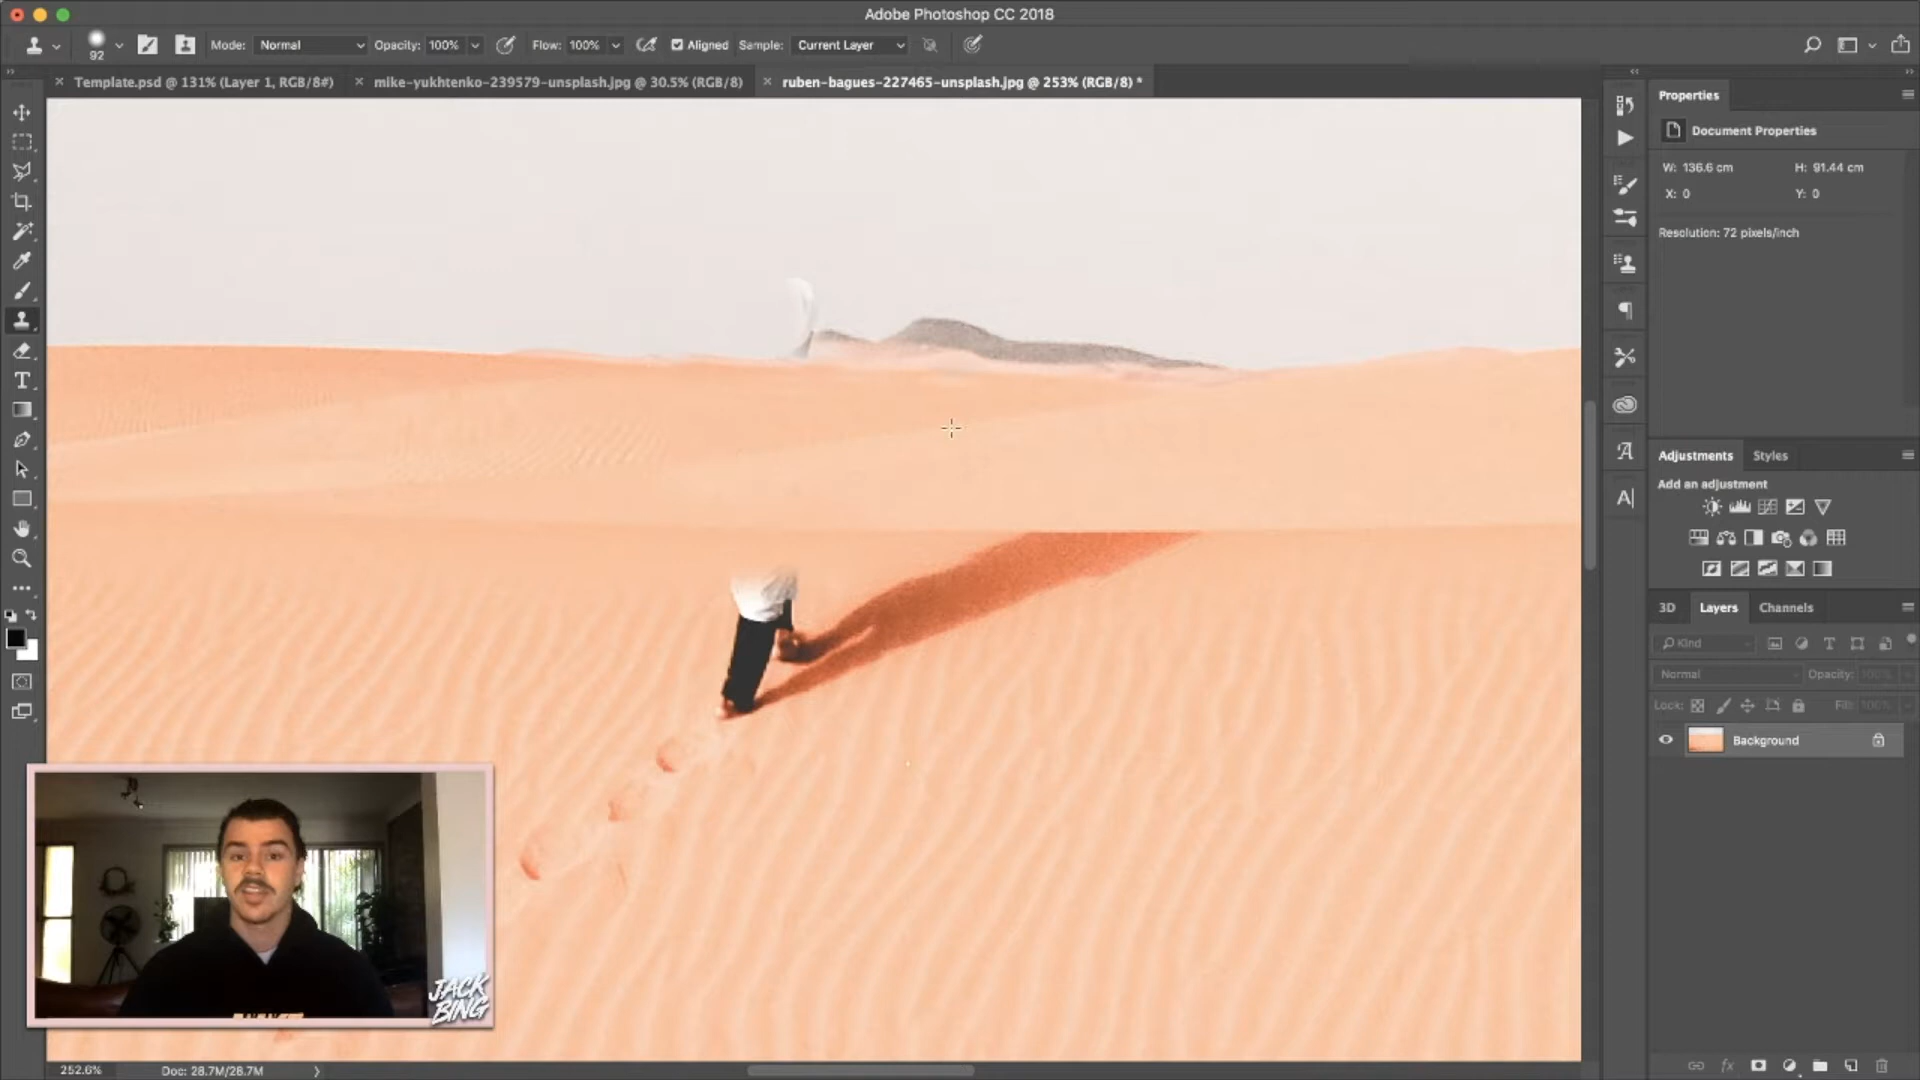 Adobe Photoshop CC 2018
92
Mode: Normal
Opacity: 100%
Flow: 100%
Aligned
Sample: Current Layer
Template.psd @ 131% (Layer 1, RGB/8#)
mike-yukhtenko-239579-unsplash.jpg @ 30.5% (RGB/8)
ruben-bagues-227465-unsplash.jpg @ 253% (RGB/8) *
Properties
Document Properties
W: 136.6 cm
H: 91.44 cm
X: 0
Y: 0
Resolution: 72 pixels/inch
Adjustments
Styles
Add an adjustment
3D
Layers
Channels
Kind
Normal
Opacity: 100%
Lock:
Fill: 100%
Background
JACK
BING
252.6%
Doc: 28.7M/28.7M